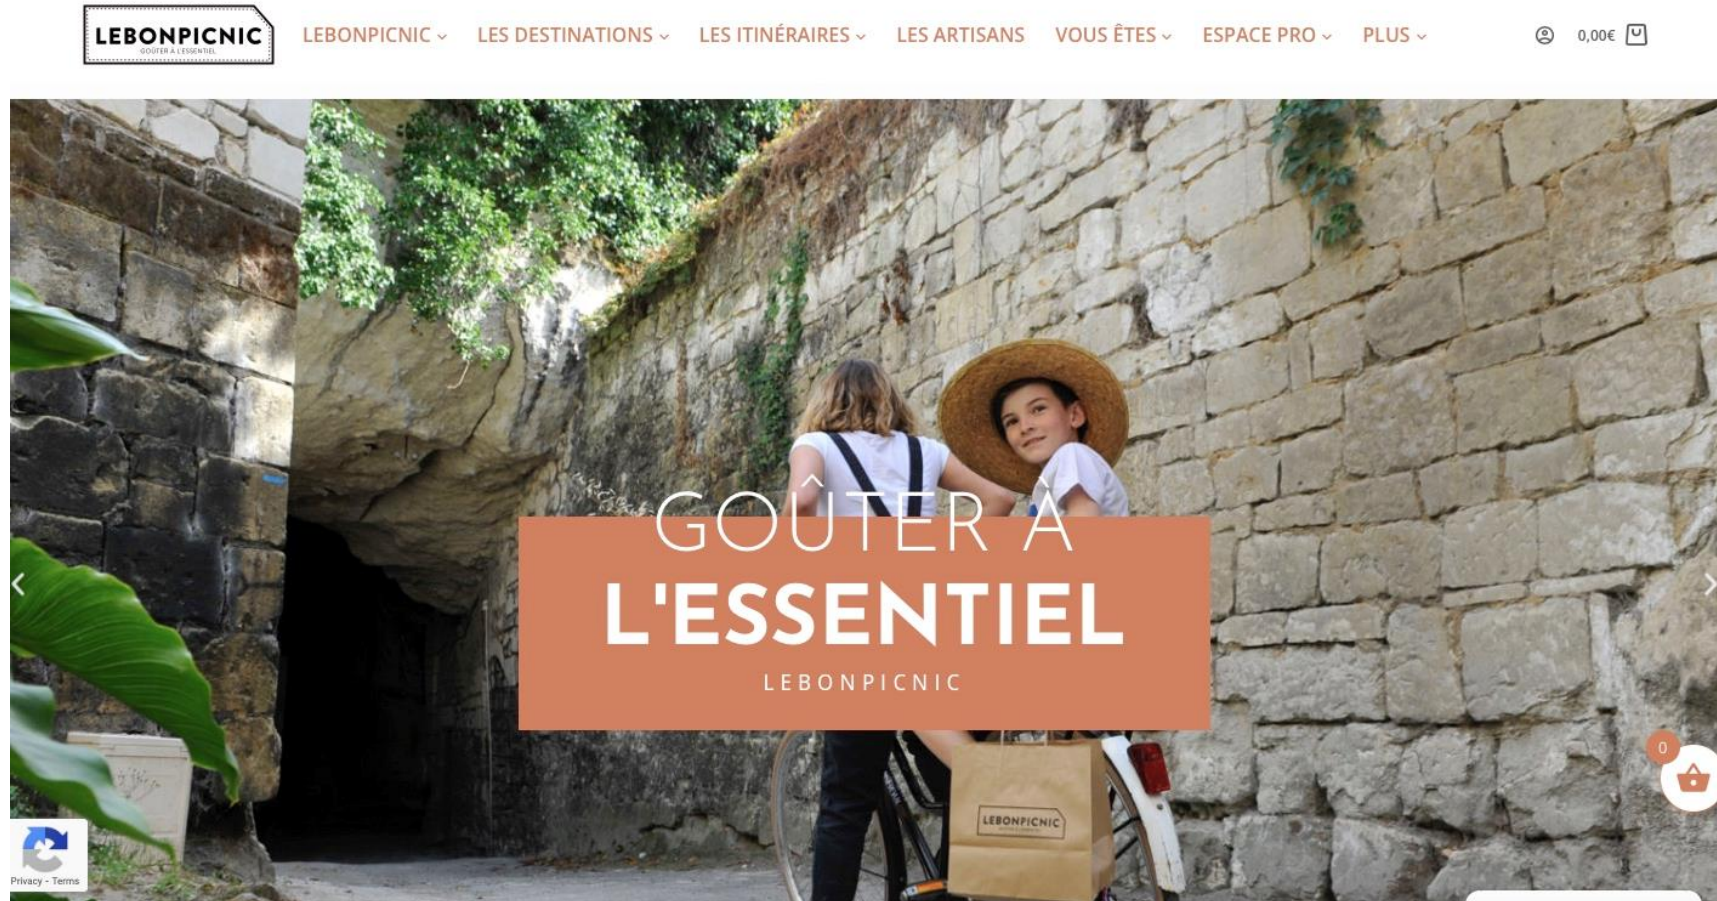 LEBONPICNIC
GOÛTER À L'ESSENTIEL
LEBONPICNIC LES DESTINATIONS LES ITINÉRAIRES LES ARTISANS VOUS ÊTES ESPACE PRO PLUS 0,00€
GOÛTER À
L'ESSENTIEL
LEBONPICNIC
0
LEBONPICNIC
Privacy - Terms